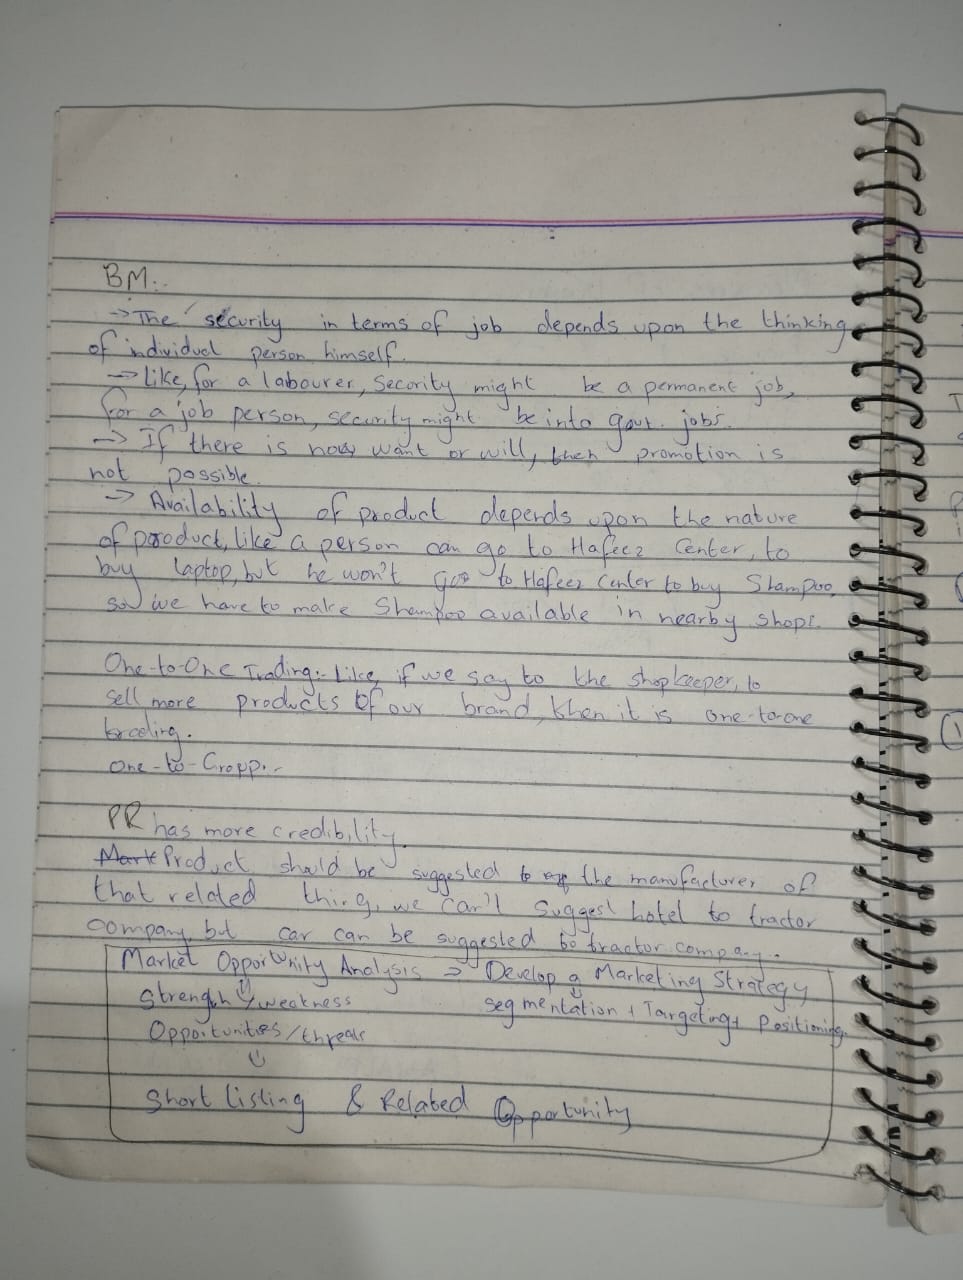 BM:-
→ The security in terms of job depends upon the thinking
of individual person himself.
→ Like, for a labourer, security might be a permanent job,
for a job person, security might be into govt. jobs.
→ If there is now want or will, then promotion is
not possible.
→ Availability of product depends upon the nature
of product, like a person can go to Hafeez Center, to
buy laptop, but he won't go to Hafeez Center to buy Shampoo,
so we have to make Shampoo available in nearby shops.
One-to-One Trading:- Like, if we say to the shopkeeper, to
sell more products of our brand, then it is one-to-one
trading.
One-to-Gropp:-
PR has more credibility.
Mark Product should be suggested to the manufacturer of
that related thing, we can't suggest hotel to tractor
company but car can be suggested to tractor company.
Market Opportunity Analysis → Develop a Marketing Strategy
Strength/weakness segmentation + Targeting + Positioning
Opportunities/threats
Short listing & Related Opportunity